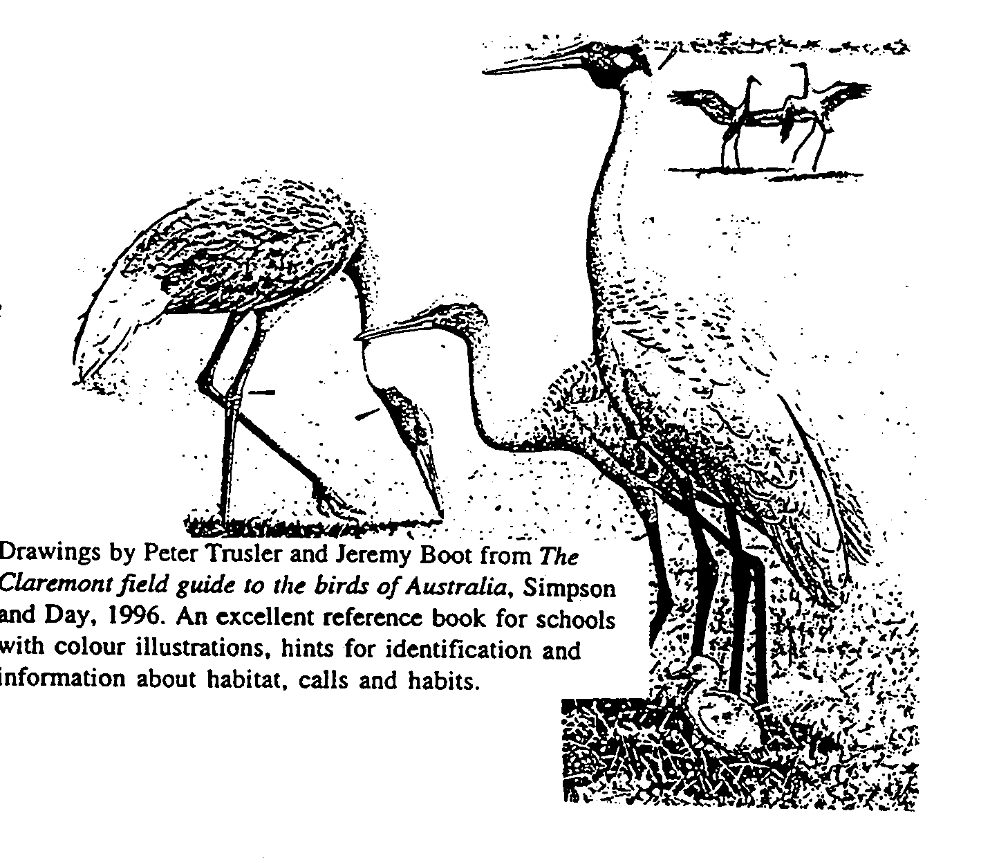 Drawings by Peter Trusler and Jeremy Boot from The
Claremont field guide to the birds of Australia, Simpson
and Day, 1996. An excellent reference book for schools
with colour illustrations, hints for identification and
information about habitat, calls and habits.